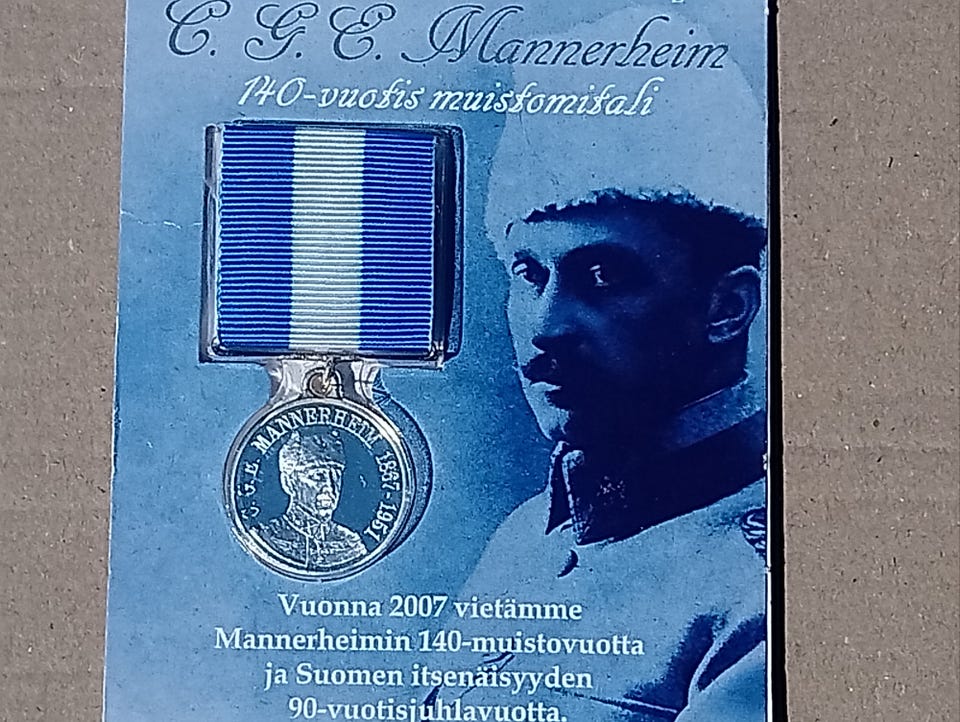 C. G. E. Mannerheim
140-vuotis muistomitali
C. G. E. MANNERHEIM 1867-1951
Vuonna 2007 vietämme
Mannerheimin 140-muistovuotta
ja Suomen itsenäisyyden
90-vuotisjuhlavuotta.